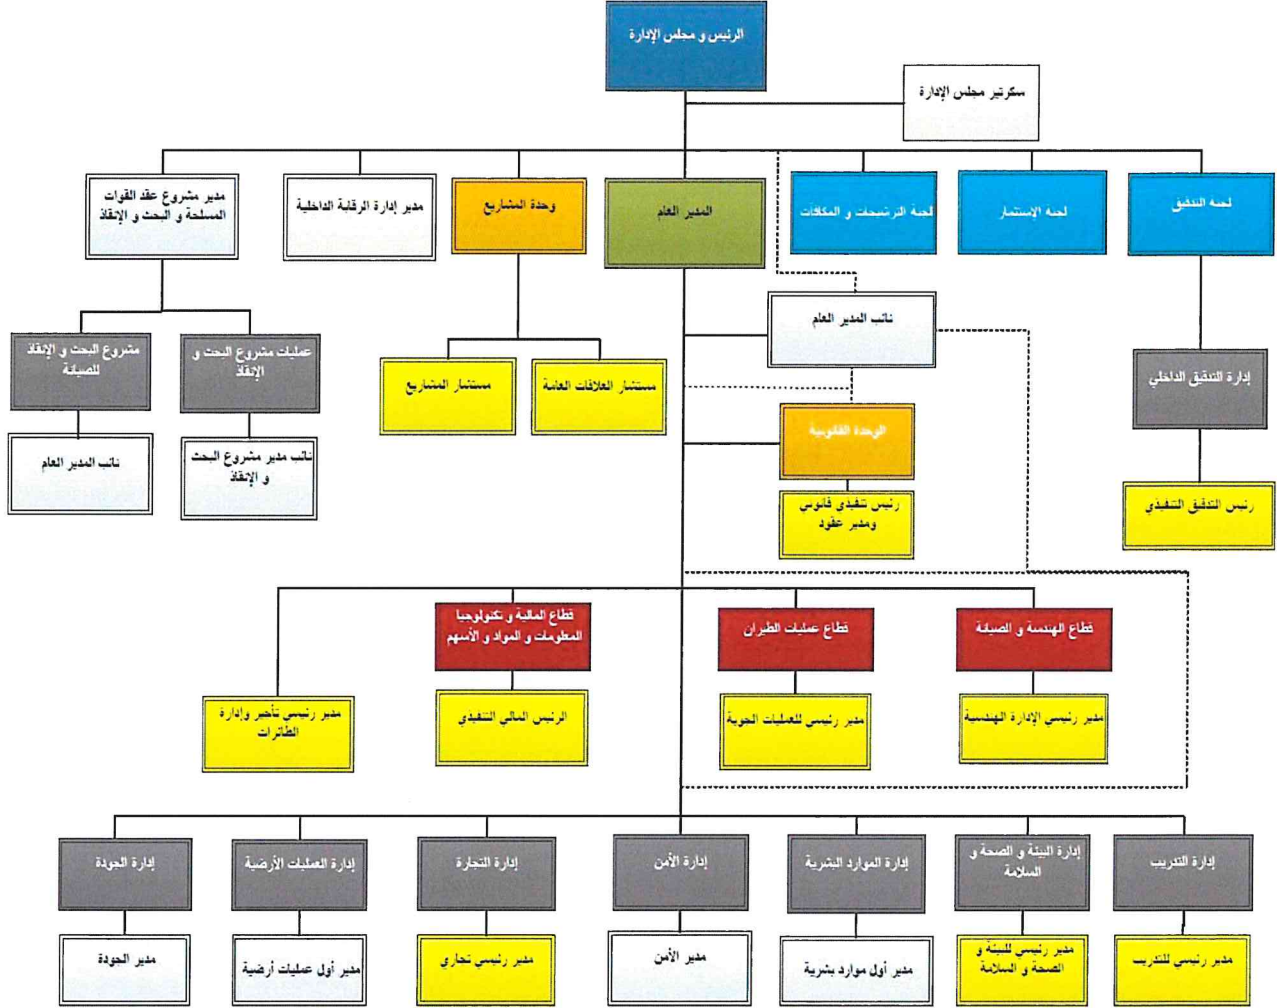 الرئيس و مجلس الإدارة
سكرتير مجلس الإدارة
لجنة التدقيق
لجنة الإستثمار
لجنة الترشيحات و المكافات
المدير العام
وحدة المشاريع
مدير إدارة الرقابة الداخلية
مدير مشروع عقد القوات
المسلحة و البحث و الإنقاذ
نائب المدير العام
إدارة التدقيق الداخلي
مستشار العلاقات العامة
مستشار المشاريع
عمليات مشروع البحث و
الإنقاذ
مشروع البحث و الإنقاذ
للصيانة
الوحدة القانونية
نائب مدير مشروع البحث
و الإنقاذ
نائب المدير العام
رئيس التدقيق التنفيذي
رئيس تنفيذي قانوني
ومدير عقود
قطاع الهندسة و الصيانة
قطاع عمليات الطيران
قطاع المالية و تكنولوجيا
المعلومات و المواد و الأسهم
مدير رئيسي الإدارة الهندسية
مدير رئيسي للعمليات الجوية
الرئيس المالي التنفيذي
مدير رئيسي تأجير وإدارة
الطائرات
إدارة التدريب
إدارة البيئة و الصحة و
السلامة
إدارة الموارد البشرية
إدارة الأمن
إدارة التجارة
إدارة العمليات الأرضية
إدارة الجودة
مدير رئيسي للتدريب
مدير رئيسي للبيئة و
الصحة و السلامة
مدير أول موارد بشرية
مدير الأمن
مدير رئيسي تجاري
مدير أول عمليات أرضية
مدير الجودة